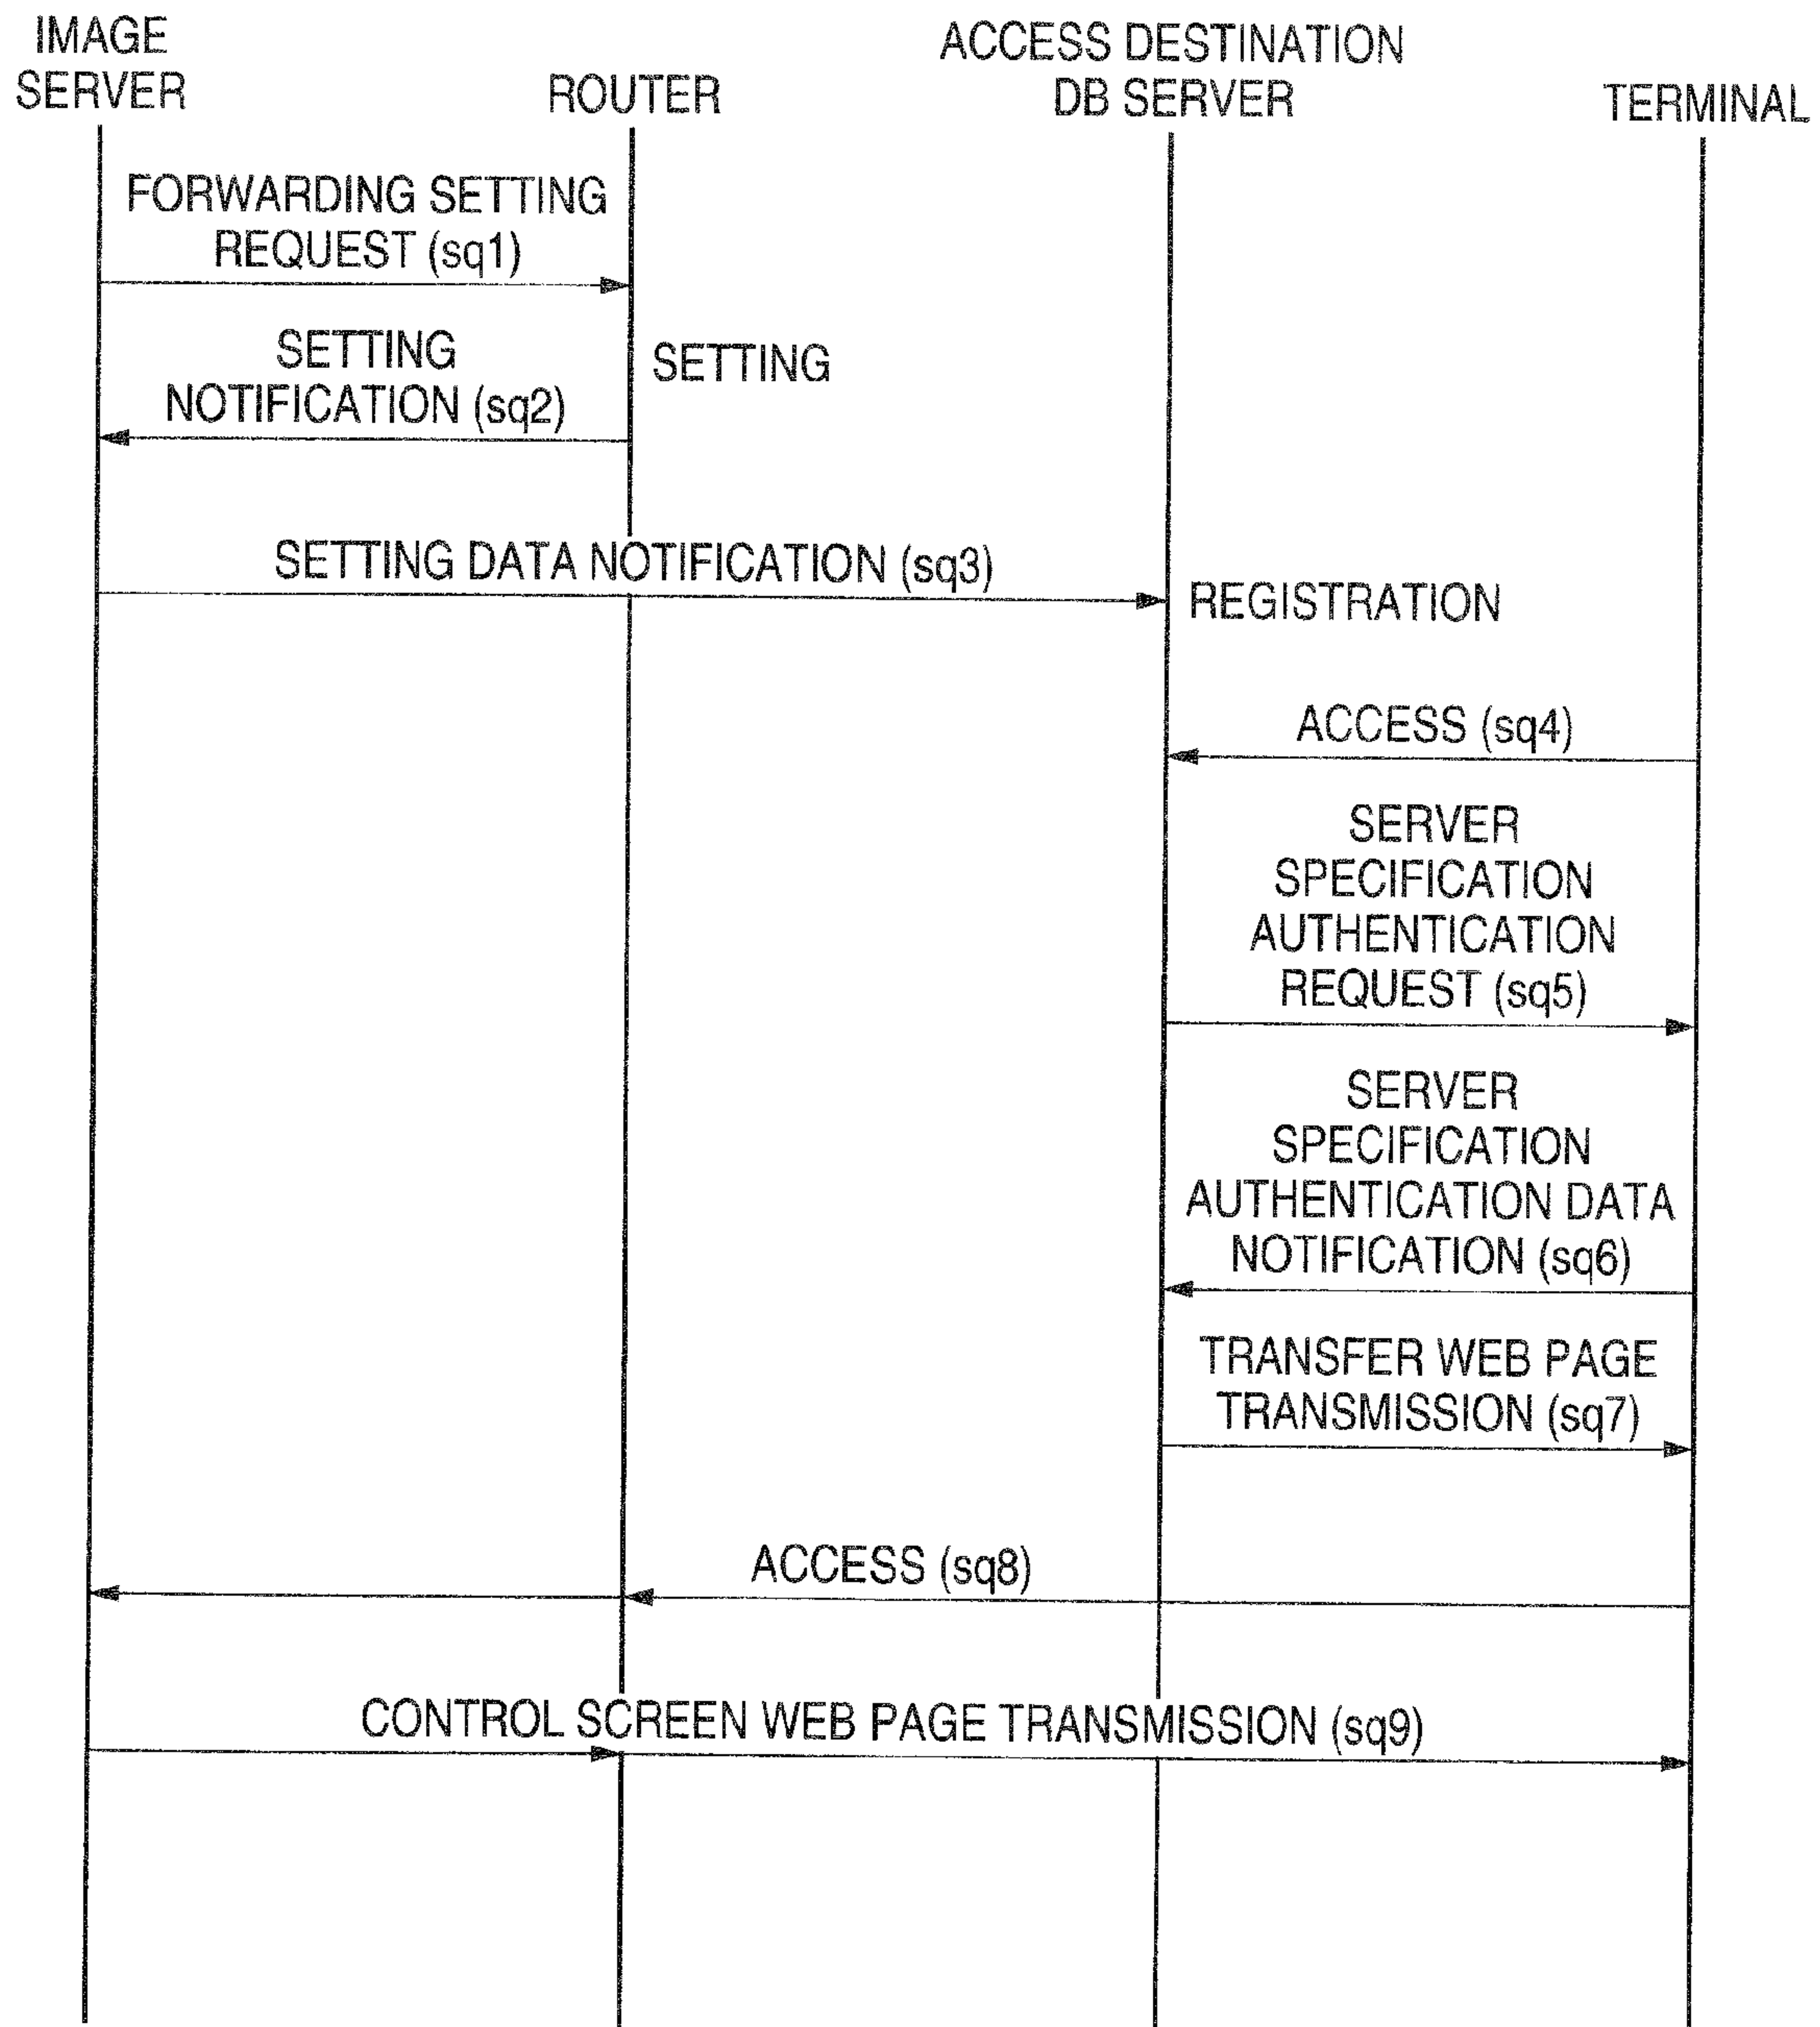 IMAGE
SERVER
ROUTER
ACCESS DESTINATION
DB SERVER
TERMINAL
FORWARDING SETTING
REQUEST (sq1)
SETTING
NOTIFICATION (sq2)
SETTING
SETTING DATA NOTIFICATION (sq3)
REGISTRATION
ACCESS (sq4)
SERVER
SPECIFICATION
AUTHENTICATION
REQUEST (sq5)
SERVER
SPECIFICATION
AUTHENTICATION DATA
NOTIFICATION (sq6)
TRANSFER WEB PAGE
TRANSMISSION (sq7)
ACCESS (sq8)
CONTROL SCREEN WEB PAGE TRANSMISSION (sq9)